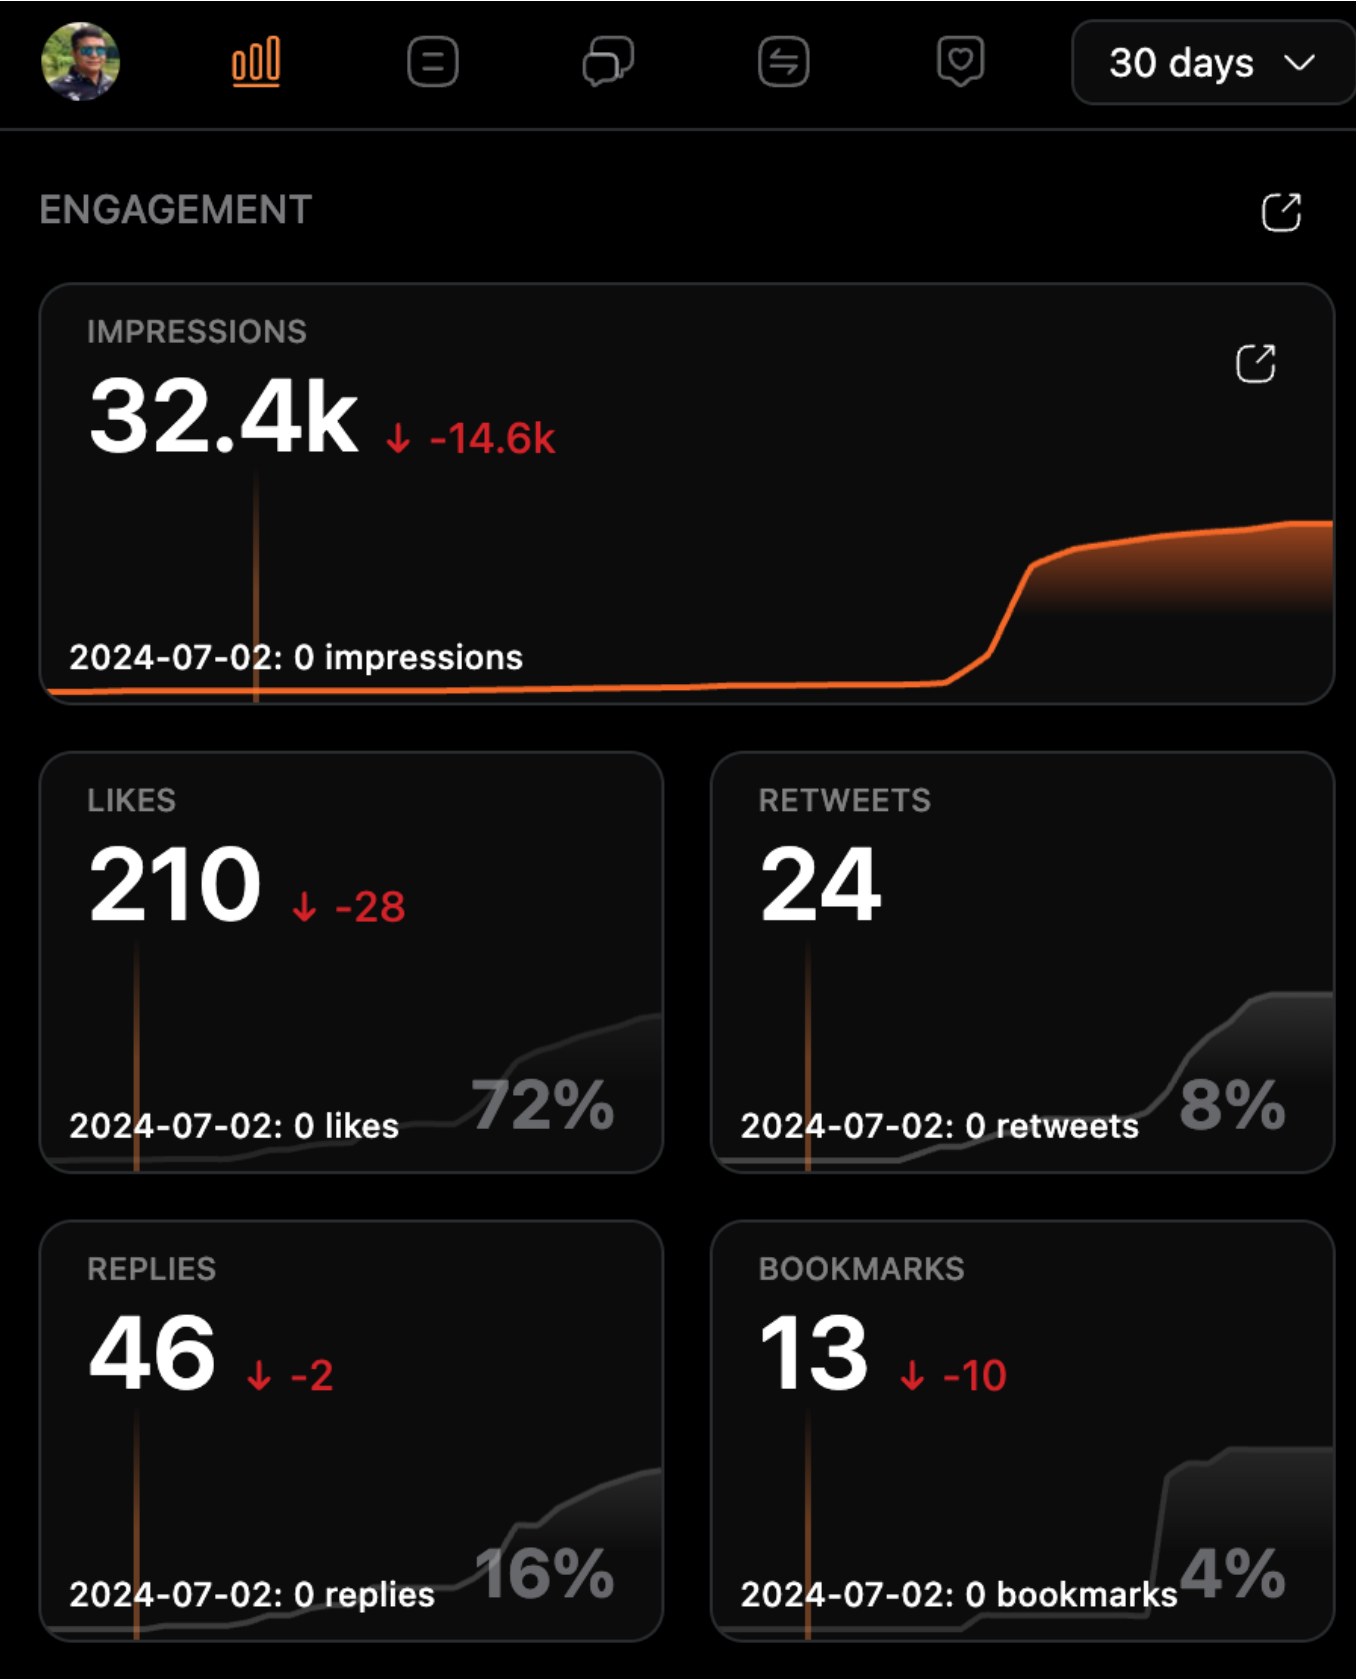 30 days
ENGAGEMENT
IMPRESSIONS
32.4k ↓ -14.6k
2024-07-02: 0 impressions
LIKES
210 ↓ -28
72%
2024-07-02: 0 likes
RETWEETS
24
8%
2024-07-02: 0 retweets
REPLIES
46 ↓ -2
16%
2024-07-02: 0 replies
BOOKMARKS
13 ↓ -10
4%
2024-07-02: 0 bookmarks